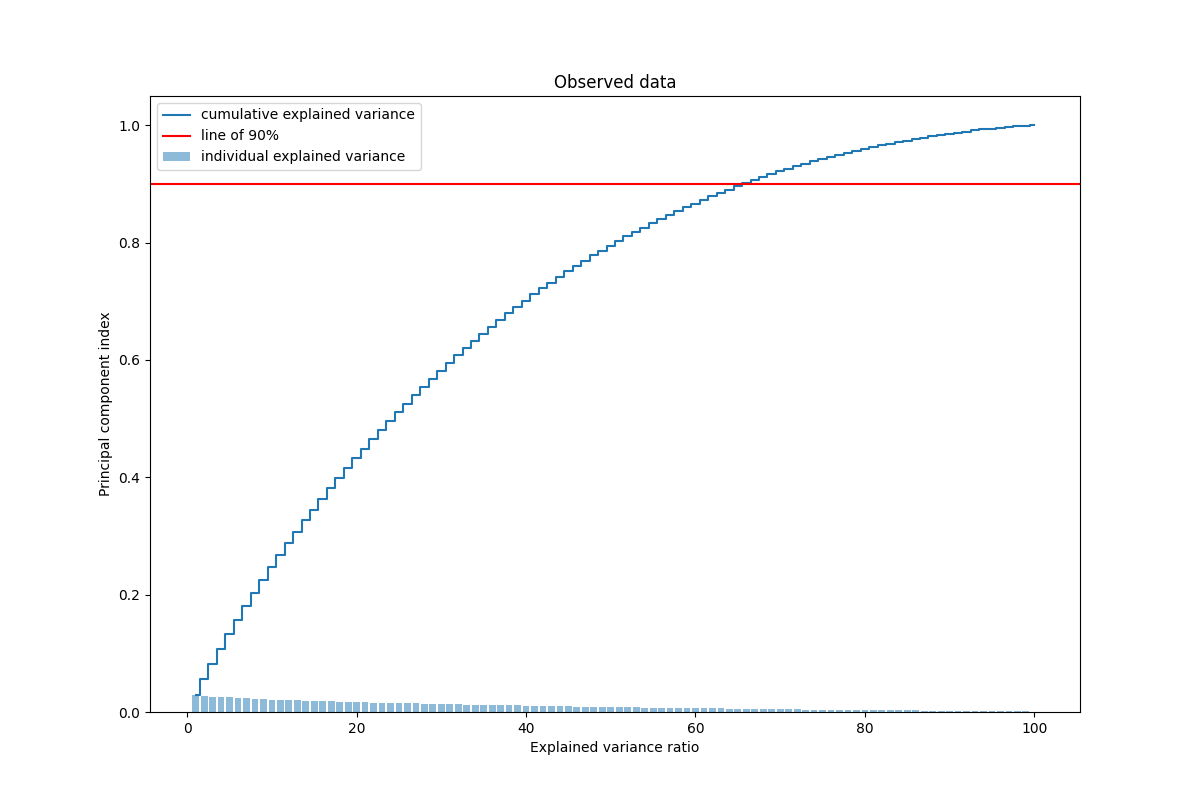 Observed data
cumulative explained variance
line of 90%
individual explained variance
1.0
0.8
0.6
0.4
0.2
0.0
Principal component index
0 20 40 60 80 100
Explained variance ratio